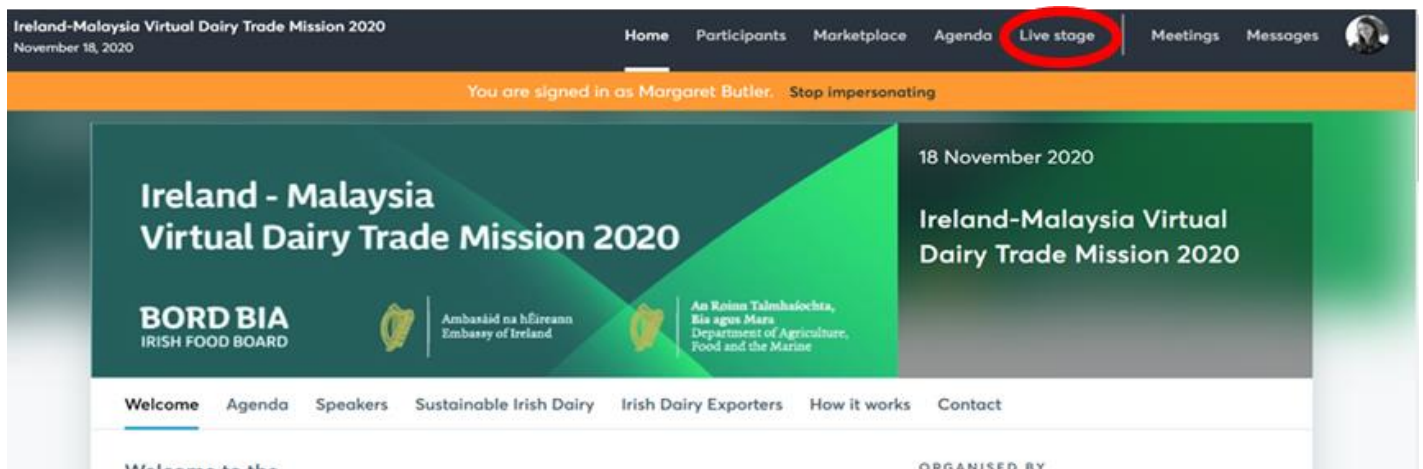 Ireland-Malaysia Virtual Dairy Trade Mission 2020
November 18, 2020
Home Participants Marketplace Agenda Live stage Meetings Messages
You are signed in as Margaret Butler. Stop impersonating
Ireland - Malaysia
Virtual Dairy Trade Mission 2020
BORD BIA
IRISH FOOD BOARD
Ambasáid na hÉireann
Embassy of Ireland
An Roinn Talmhaíochta,
Bia agus Mara
Department of Agriculture,
Food and the Marine
18 November 2020
Ireland-Malaysia Virtual
Dairy Trade Mission 2020
Welcome Agenda Speakers Sustainable Irish Dairy Irish Dairy Exporters How it works Contact
Welcome to the
ORGANISED BY